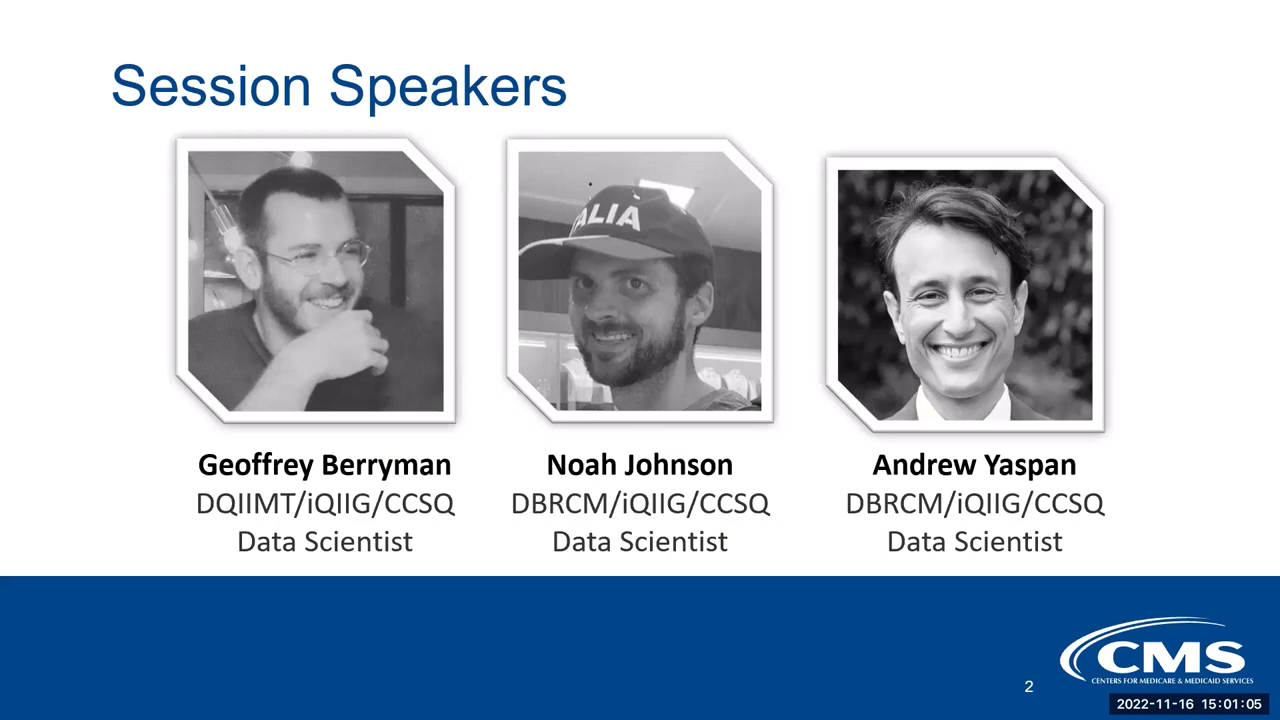 Session Speakers
ALIA
Geoffrey Berryman
DQIIMT/iQIIG/CCSQ
Data Scientist
Noah Johnson
DBRCM/iQIIG/CCSQ
Data Scientist
Andrew Yaspan
DBRCM/iQIIG/CCSQ
Data Scientist
CMS
CENTERS FOR MEDICARE & MEDICAID SERVICES
2
2022-11-16 15:01:05